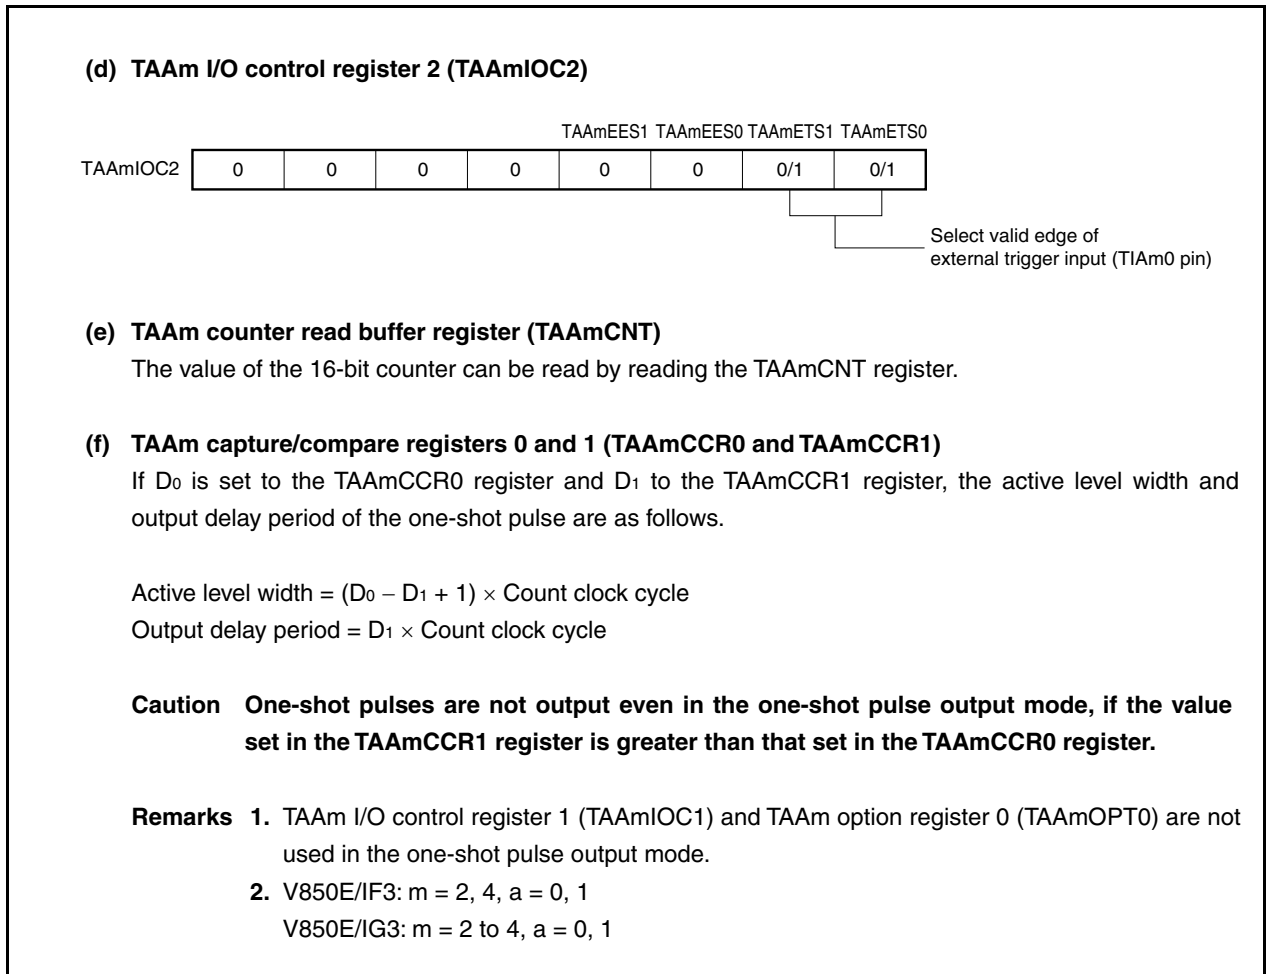 (d) TAAm I/O control register 2 (TAAmIOC2)
TAAmEES1 TAAmEES0 TAAmETS1 TAAmETS0
TAAmIOC2 0 0 0 0 0 0 0/1 0/1
Select valid edge of
external trigger input (TIAm0 pin)
(e) TAAm counter read buffer register (TAAmCNT)
The value of the 16-bit counter can be read by reading the TAAmCNT register.
(f) TAAm capture/compare registers 0 and 1 (TAAmCCR0 and TAAmCCR1)
If D0 is set to the TAAmCCR0 register and D1 to the TAAmCCR1 register, the active level width and
output delay period of the one-shot pulse are as follows.
Active level width = (D0 − D1 + 1) × Count clock cycle
Output delay period = D1 × Count clock cycle
Caution One-shot pulses are not output even in the one-shot pulse output mode, if the value
set in the TAAmCCR1 register is greater than that set in the TAAmCCR0 register.
Remarks 1. TAAm I/O control register 1 (TAAmIOC1) and TAAm option register 0 (TAAmOPT0) are not
used in the one-shot pulse output mode.
2. V850E/IF3: m = 2, 4, a = 0, 1
V850E/IG3: m = 2 to 4, a = 0, 1